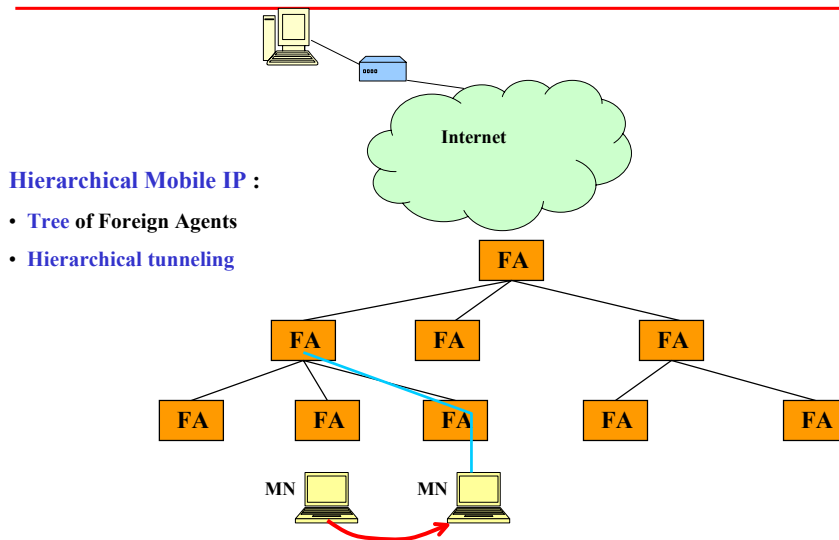 Internet
Hierarchical Mobile IP :
• Tree of Foreign Agents
• Hierarchical tunneling
FA
FA
FA
FA
FA
FA
FA
FA
FA
MN
MN